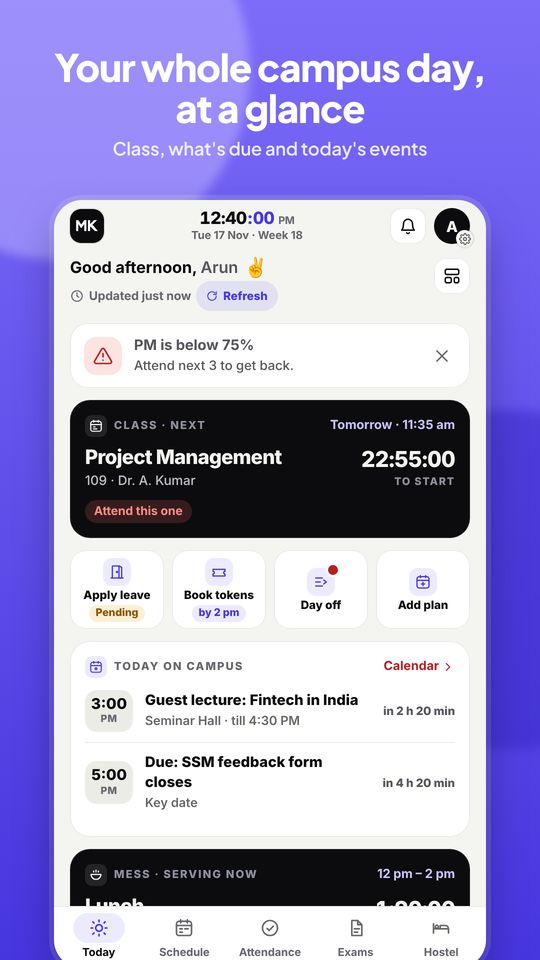 Your whole campus day,
at a glance
Class, what's due and today's events
MK
12:40:00 PM
Tue 17 Nov · Week 18
A
Good afternoon, Arun ✌️
Updated just now
Refresh
PM is below 75%
Attend next 3 to get back.
CLASS · NEXT
Tomorrow · 11:35 am
Project Management
22:55:00
109 · Dr. A. Kumar
TO START
Attend this one
Apply leave
Pending
Book tokens
by 2 pm
Day off
Add plan
TODAY ON CAMPUS
Calendar
3:00
PM
Guest lecture: Fintech in India
Seminar Hall · till 4:30 PM
in 2 h 20 min
5:00
PM
Due: SSM feedback form
closes
Key date
in 4 h 20 min
MESS · SERVING NOW
12 pm – 2 pm
Lunch
1:20:00
Today
Schedule
Attendance
Exams
Hostel